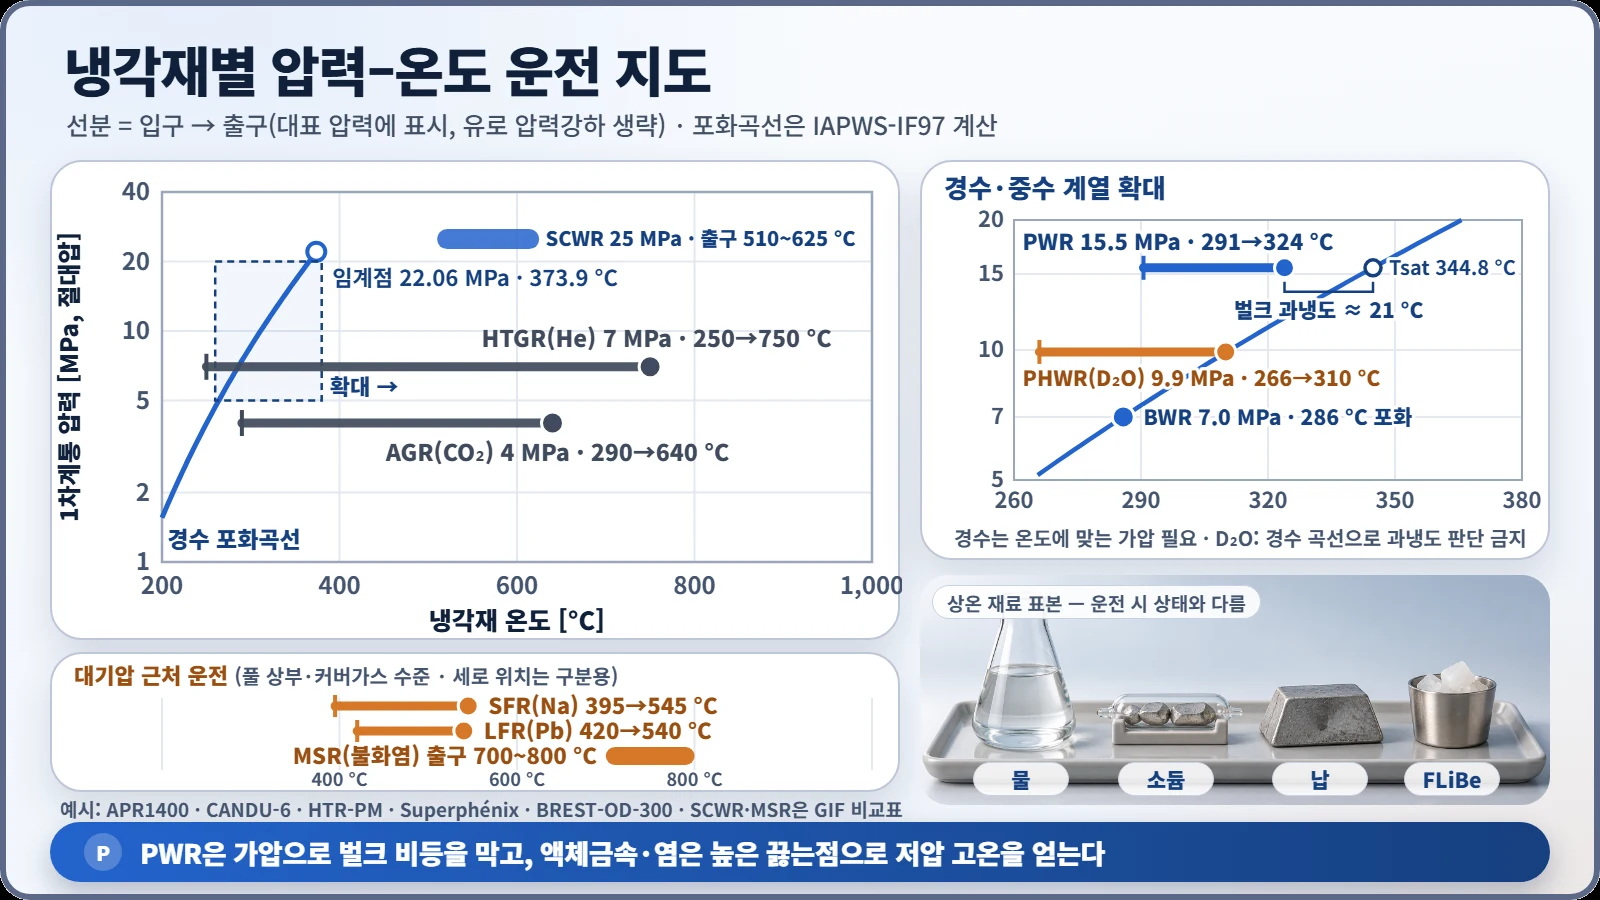 냉각재별 압력–온도 운전 지도
선분 = 입구 → 출구(대표 압력에 표시, 유로 압력강하 생략) · 포화곡선은 IAPWS-IF97 계산
1차계통 압력 [MPa, 절대압]
40
20
10
5
2
1
SCWR 25 MPa · 출구 510~625 °C
임계점 22.06 MPa · 373.9 °C
HTGR(He) 7 MPa · 250→750 °C
확대 →
AGR(CO₂) 4 MPa · 290→640 °C
경수 포화곡선
200 400 600 800 1,000
냉각재 온도 [°C]
경수·중수 계열 확대
20
15
10
7
5
PWR 15.5 MPa · 291→324 °C
Tsat 344.8 °C
벌크 과냉도 ≈ 21 °C
PHWR(D₂O) 9.9 MPa · 266→310 °C
BWR 7.0 MPa · 286 °C 포화
260 290 320 350 380
경수는 온도에 맞는 가압 필요 · D₂O: 경수 곡선으로 과냉도 판단 금지
대기압 근처 운전 (풀 상부·커버가스 수준 · 세로 위치는 구분용)
SFR(Na) 395→545 °C
LFR(Pb) 420→540 °C
MSR(불화염) 출구 700~800 °C
400 °C 600 °C 800 °C
상온 재료 표본 — 운전 시 상태와 다름
물 소듐 납 FLiBe
예시: APR1400 · CANDU-6 · HTR-PM · Superphénix · BREST-OD-300 · SCWR·MSR은 GIF 비교표
P PWR은 가압으로 벌크 비등을 막고, 액체금속·염은 높은 끓는점으로 저압 고온을 얻는다